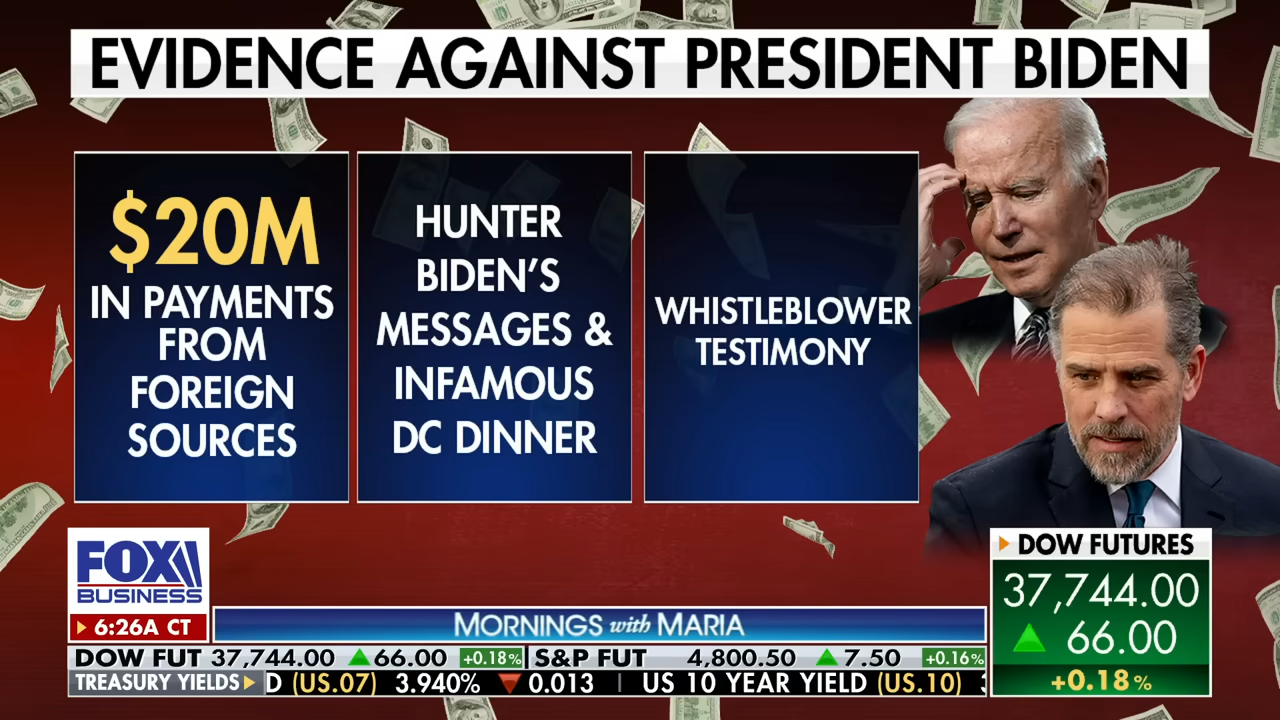 EVIDENCE AGAINST PRESIDENT BIDEN
$20M
IN PAYMENTS
FROM
FOREIGN
SOURCES
HUNTER
BIDEN'S
MESSAGES &
INFAMOUS
DC DINNER
WHISTLEBLOWER
TESTIMONY
FOX
BUSINESS
6:26A CT
MORNINGS with MARIA
DOW FUTURES
37,744.00
66.00
+0.18%
DOW FUT 37,744.00 66.00 +0.18% S&P FUT 4,800.50 7.50 +0.16%
TREASURY YIELDS D (US.07) 3.940% 0.013 US 10 YEAR YIELD (US.10)